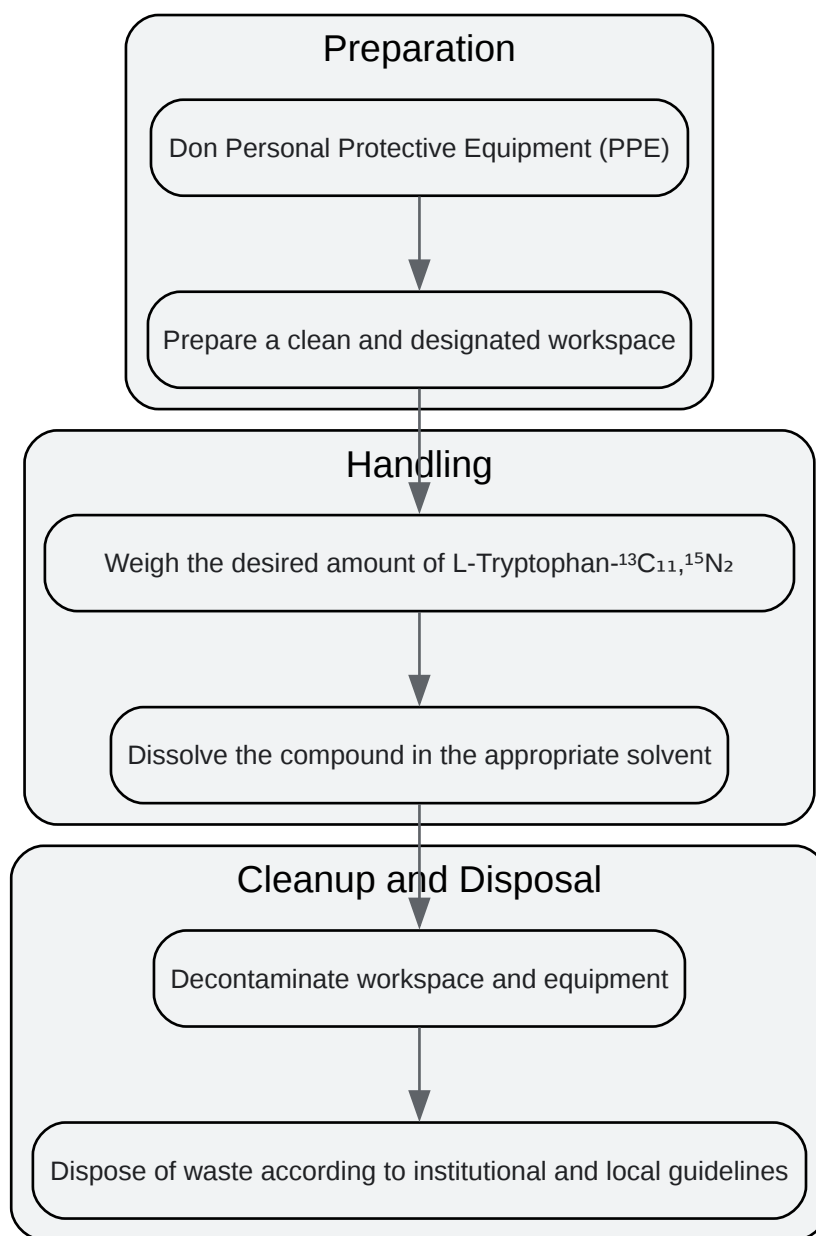 Preparation
Don Personal Protective Equipment (PPE)
Prepare a clean and designated workspace
Handling
Weigh the desired amount of L-Tryptophan-¹³C₁₁,¹⁵N₂
Dissolve the compound in the appropriate solvent
Cleanup and Disposal
Decontaminate workspace and equipment
Dispose of waste according to institutional and local guidelines